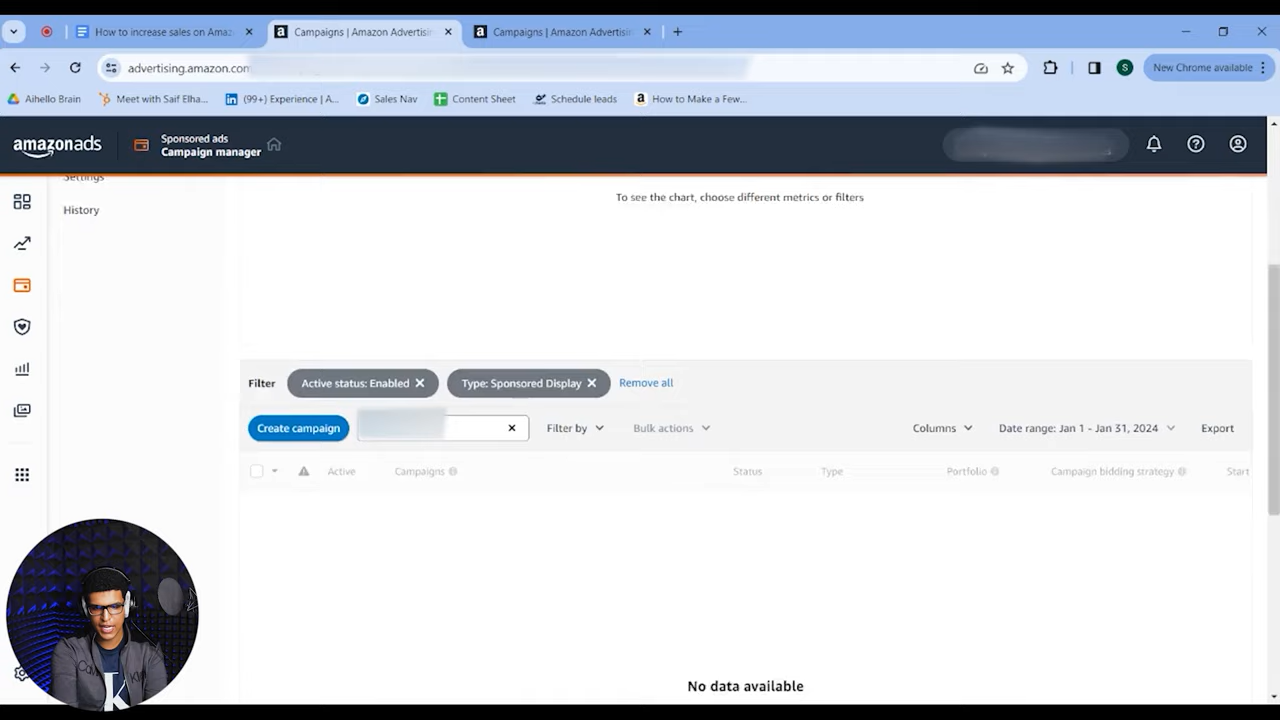 How to increase sales on Amaz
Campaigns | Amazon Advertisin
Campaigns | Amazon Advertisin
advertising.amazon.com
New Chrome available
Aihello Brain
Meet with Saif Elha...
(99+) Experience | A...
Sales Nav
Content Sheet
Schedule leads
How to Make a Few...
amazonads
Sponsored ads
Campaign manager
Settings
History
To see the chart, choose different metrics or filters
Filter
Active status: Enabled
Type: Sponsored Display
Remove all
Create campaign
Filter by
Bulk actions
Columns
Date range: Jan 1 - Jan 31, 2024
Export
Active
Campaigns
Status
Type
Portfolio
Campaign bidding strategy
Start
No data available